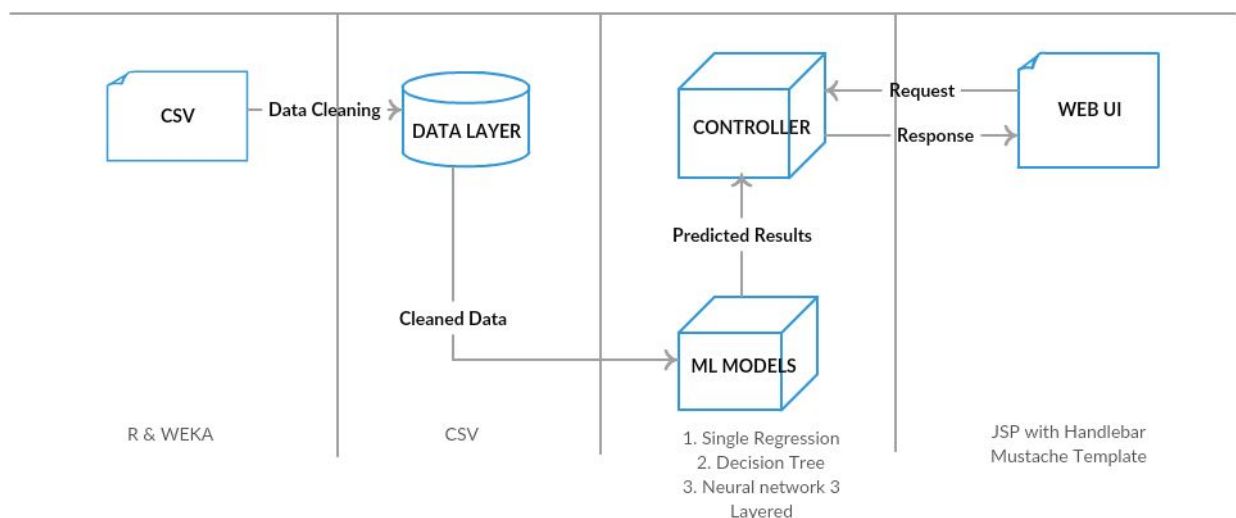 CSV
Data Cleaning
DATA LAYER
CONTROLLER
Request
Response
WEB UI
Predicted Results
Cleaned Data
ML MODELS
R & WEKA
CSV
1. Single Regression
2. Decision Tree
3. Neural network 3
Layered
JSP with Handlebar
Mustache Template